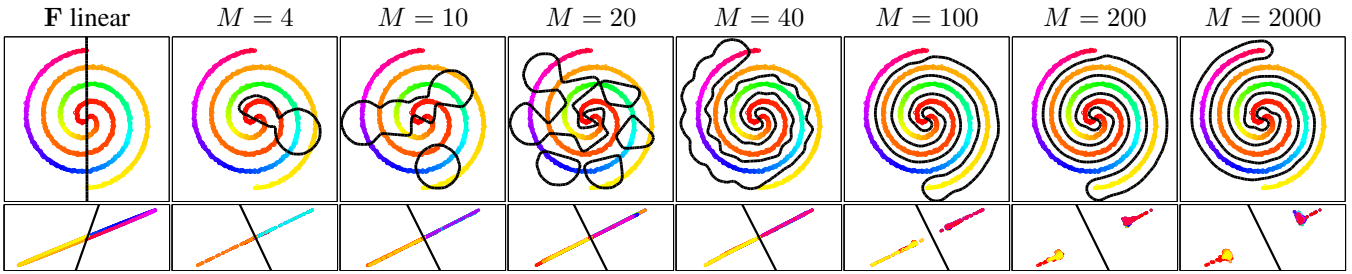 F linear M = 4 M = 10 M = 20 M = 40 M = 100 M = 200 M = 2000